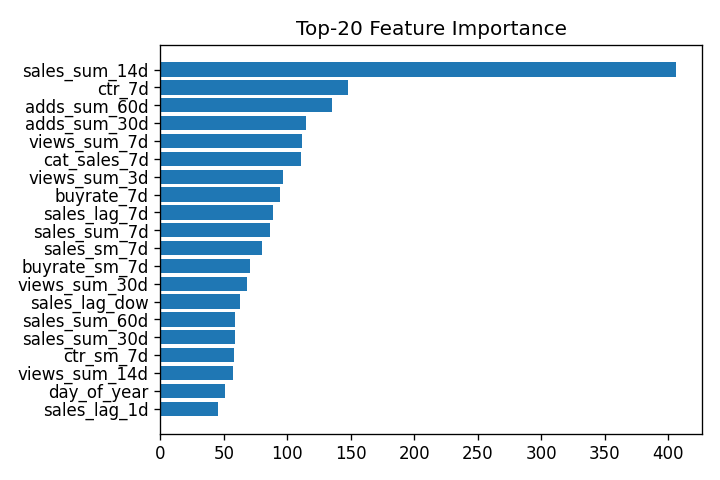 Top-20 Feature Importance
sales_sum_14d
ctr_7d
adds_sum_60d
adds_sum_30d
views_sum_7d
cat_sales_7d
views_sum_3d
buyrate_7d
sales_lag_7d
sales_sum_7d
sales_sm_7d
buyrate_sm_7d
views_sum_30d
sales_lag_dow
sales_sum_60d
sales_sum_30d
ctr_sm_7d
views_sum_14d
day_of_year
sales_lag_1d
0 50 100 150 200 250 300 350 400